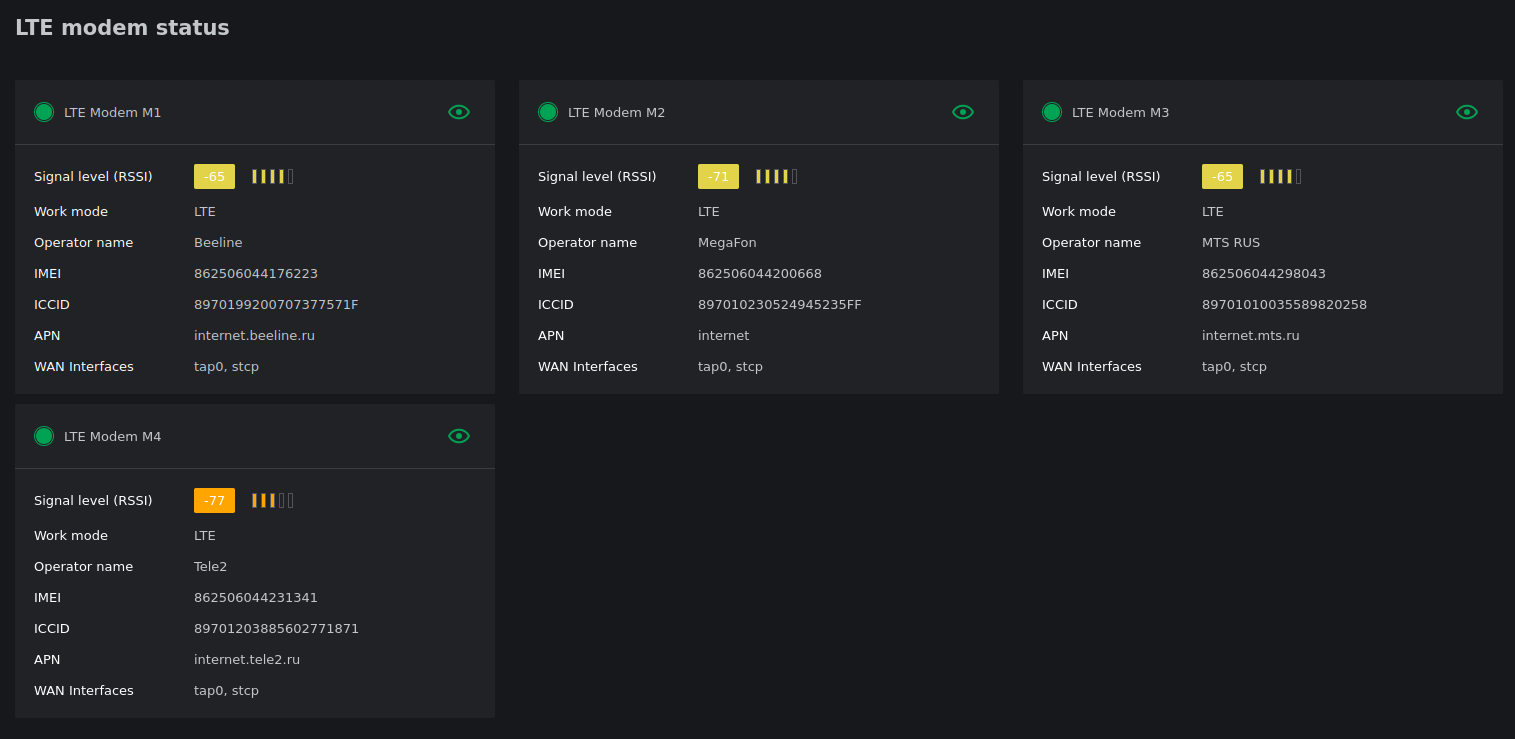 LTE modem status
LTE Modem M1
Signal level (RSSI) -65
Work mode LTE
Operator name Beeline
IMEI 862506044176223
ICCID 8970199200707377571F
APN internet.beeline.ru
WAN Interfaces tap0, stcp
LTE Modem M2
Signal level (RSSI) -71
Work mode LTE
Operator name MegaFon
IMEI 862506044200668
ICCID 897010230524945235FF
APN internet
WAN Interfaces tap0, stcp
LTE Modem M3
Signal level (RSSI) -65
Work mode LTE
Operator name MTS RUS
IMEI 862506044298043
ICCID 89701010035589820258
APN internet.mts.ru
WAN Interfaces tap0, stcp
LTE Modem M4
Signal level (RSSI) -77
Work mode LTE
Operator name Tele2
IMEI 862506044231341
ICCID 89701203885602771871
APN internet.tele2.ru
WAN Interfaces tap0, stcp